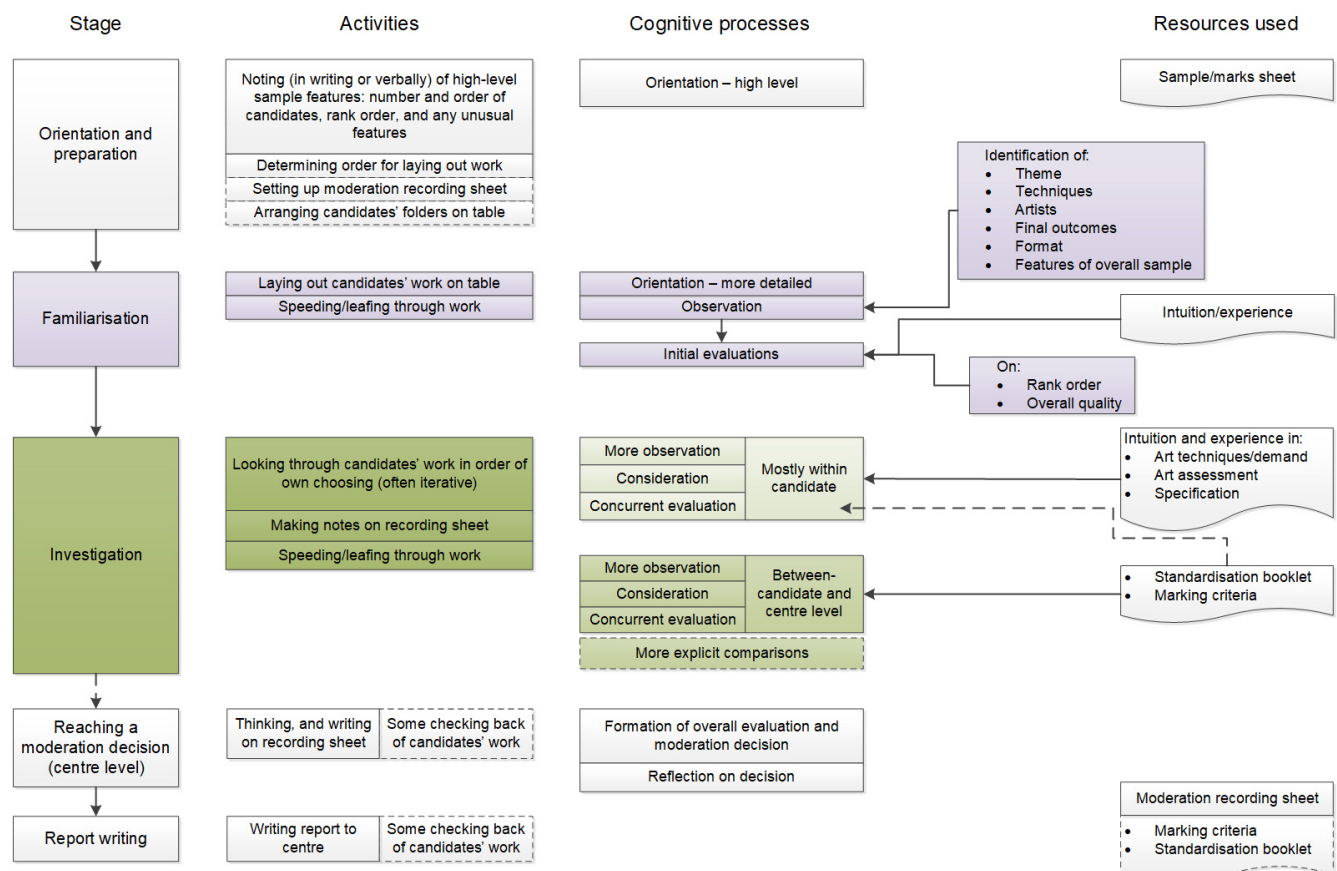 Stage
Activities
Cognitive processes
Resources used
Orientation and
preparation
Noting (in writing or verbally) of high-level
sample features: number and order of
candidates, rank order, and any unusual
features
Determining order for laying out work
Setting up moderation recording sheet
Arranging candidates’ folders on table
Orientation – high level
Sample/marks sheet
Identification of:
• Theme
• Techniques
• Artists
• Final outcomes
• Format
• Features of overall sample
Familiarisation
Laying out candidates’ work on table
Speeding/leafing through work
Orientation – more detailed
Observation
Initial evaluations
Intuition/experience
On:
• Rank order
• Overall quality
Investigation
Looking through candidates’ work in order of
own choosing (often iterative)
Making notes on recording sheet
Speeding/leafing through work
More observation
Consideration
Concurrent evaluation
Mostly within
candidate
Intuition and experience in:
• Art techniques/demand
• Art assessment
• Specification
More observation
Consideration
Concurrent evaluation
Between-
candidate and
centre level
More explicit comparisons
• Standardisation booklet
• Marking criteria
Reaching a
moderation decision
(centre level)
Thinking, and writing
on recording sheet
Some checking back
of candidates’ work
Formation of overall evaluation and
moderation decision
Reflection on decision
Report writing
Writing report to
centre
Some checking back
of candidates’ work
Moderation recording sheet
• Marking criteria
• Standardisation booklet